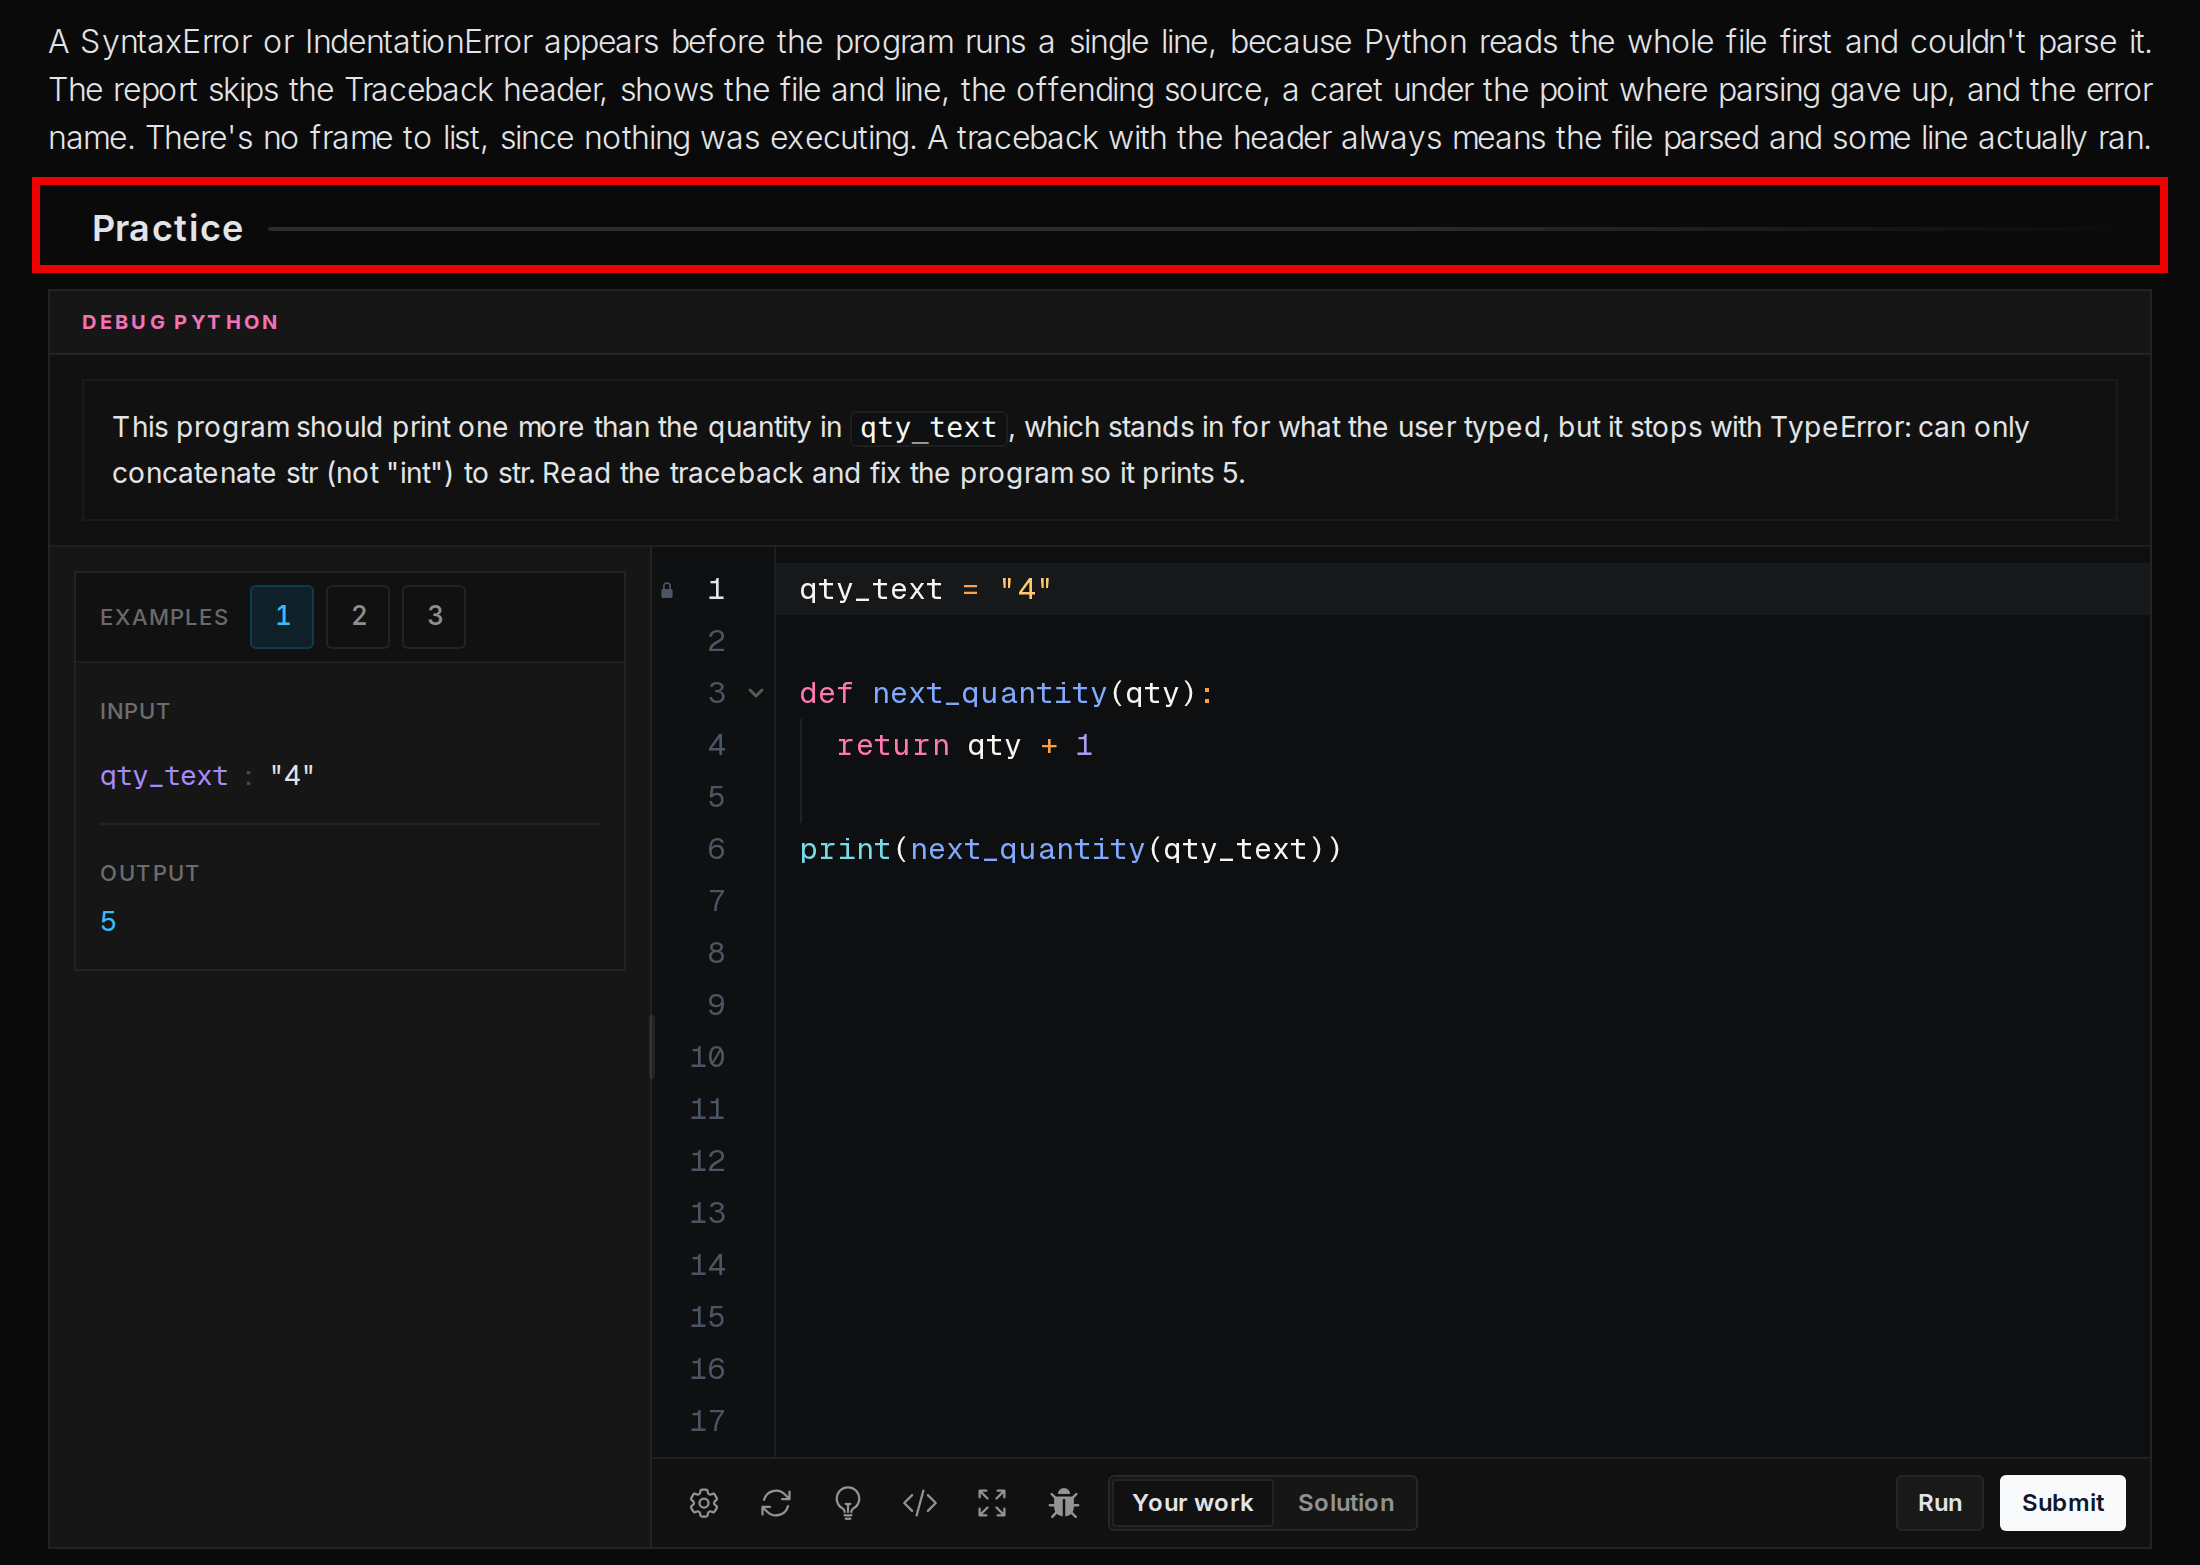 A SyntaxError or IndentationError appears before the program runs a single line, because Python reads the whole file first and couldn't parse it.
The report skips the Traceback header, shows the file and line, the offending source, a caret under the point where parsing gave up, and the error
name. There's no frame to list, since nothing was executing. A traceback with the header always means the file parsed and some line actually ran.
Practice
DEBUG PYTHON
This program should print one more than the quantity in qty_text, which stands in for what the user typed, but it stops with TypeError: can only
concatenate str (not "int") to str. Read the traceback and fix the program so it prints 5.
EXAMPLES 1 2 3
INPUT
qty_text : "4"
OUTPUT
5
1 qty_text = "4"
2
3 def next_quantity(qty):
4   return qty + 1
5
6 print(next_quantity(qty_text))
7
8
9
10
11
12
13
14
15
16
17
Your work Solution Run Submit